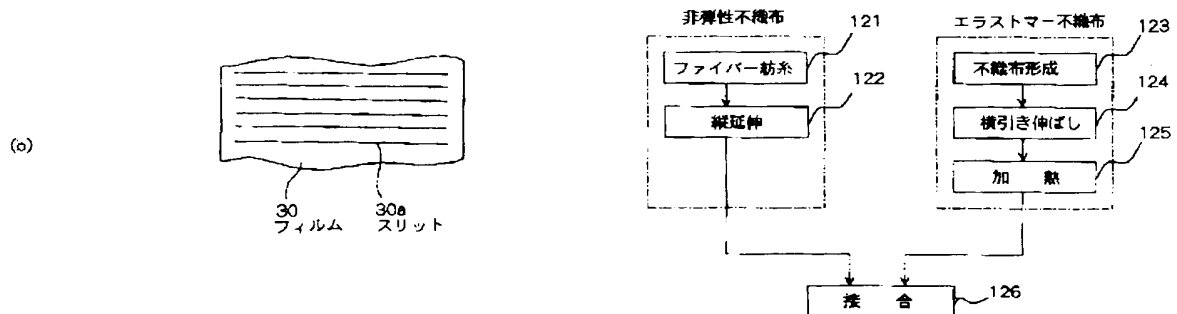 (c)
30
フィルム
30a
スリット
非弾性不織布
ファイバー紡糸
121
縦延伸
122
エラストマー不織布
不織布形成
123
横引き伸ばし
124
加 熱
125
接 合
126